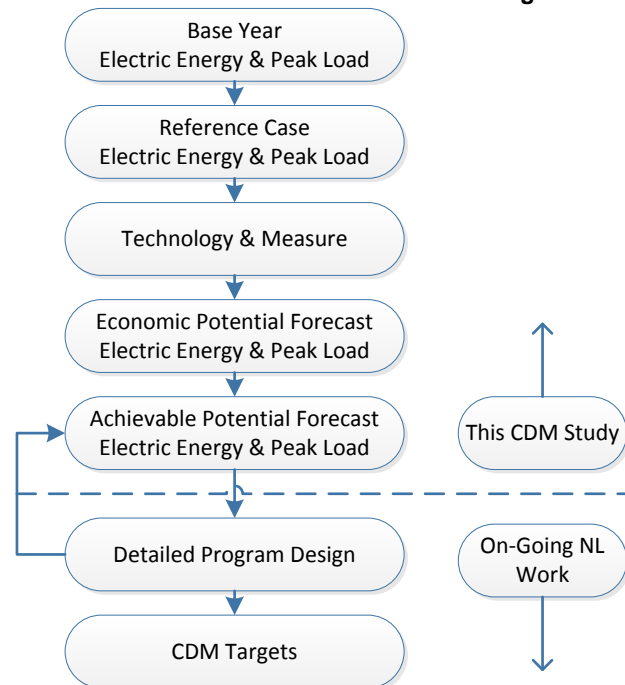 Base Year
Electric Energy & Peak Load
Reference Case
Electric Energy & Peak Load
Technology & Measure
Economic Potential Forecast
Electric Energy & Peak Load
Achievable Potential Forecast
Electric Energy & Peak Load
This CDM Study
Detailed Program Design
On-Going NL
Work
CDM Targets